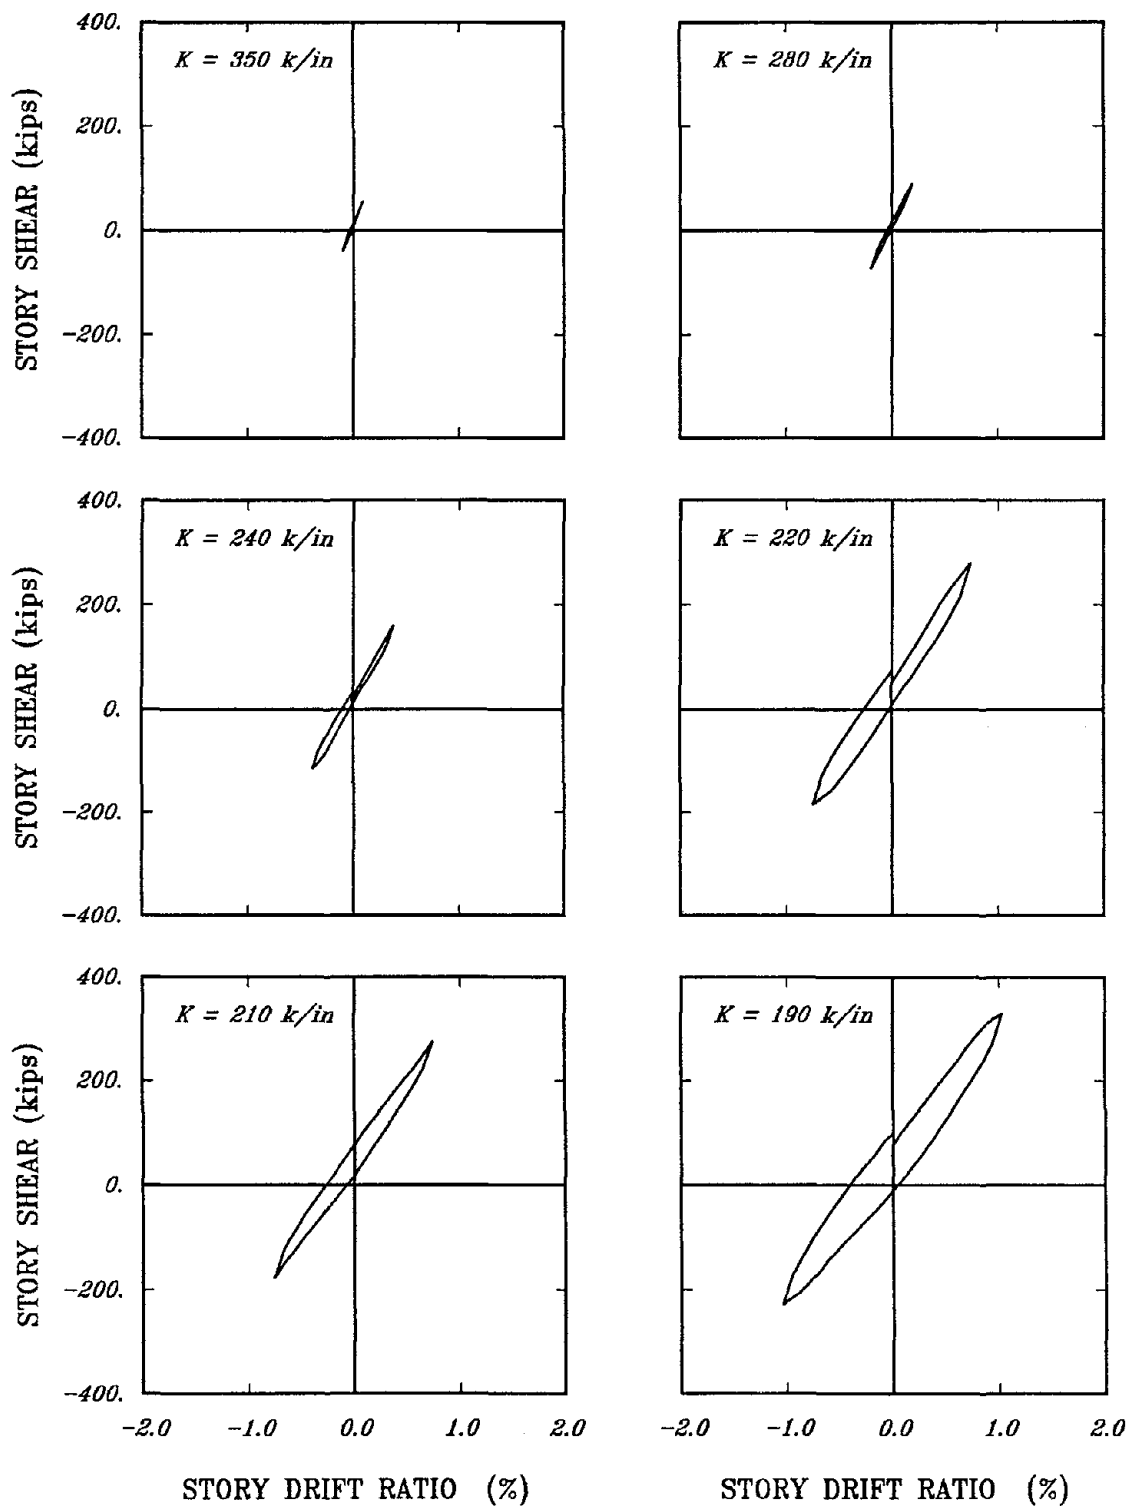 400.
200.
0.
-200.
-400.
STORY SHEAR (kips)
K = 350 k/in
K = 280 k/in
400.
200.
0.
-200.
-400.
STORY SHEAR (kips)
K = 240 k/in
K = 220 k/in
400.
200.
0.
-200.
-400.
STORY SHEAR (kips)
K = 210 k/in
K = 190 k/in
-2.0 -1.0 0.0 1.0 2.0
-1.0 0.0 1.0 2.0
STORY DRIFT RATIO (%)
STORY DRIFT RATIO (%)